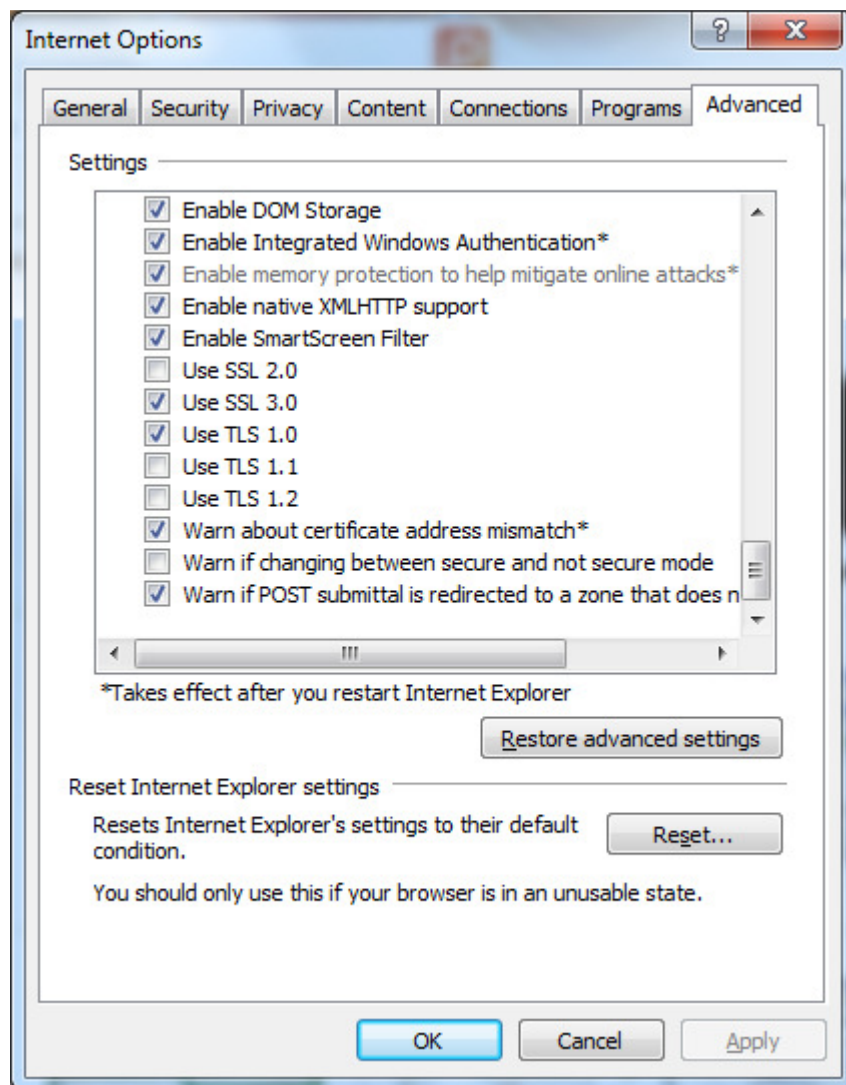 Internet Options
General Security Privacy Content Connections Programs Advanced
Settings
Enable DOM Storage
Enable Integrated Windows Authentication*
Enable memory protection to help mitigate online attacks*
Enable native XMLHTTP support
Enable SmartScreen Filter
Use SSL 2.0
Use SSL 3.0
Use TLS 1.0
Use TLS 1.1
Use TLS 1.2
Warn about certificate address mismatch*
Warn if changing between secure and not secure mode
Warn if POST submittal is redirected to a zone that does n
*Takes effect after you restart Internet Explorer
Restore advanced settings
Reset Internet Explorer settings
Resets Internet Explorer's settings to their default
condition.
Reset...
You should only use this if your browser is in an unusable state.
OK Cancel Apply